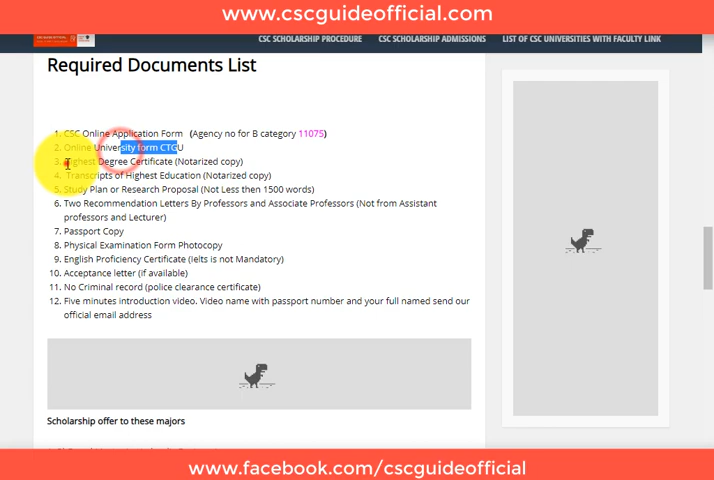 www.cscguideofficial.com
CSC SCHOLARSHIP PROCEDURE CSC SCHOLARSHIP ADMISSIONS LIST OF CSC UNIVERSITIES WITH FACULTY LINK
Required Documents List
1. CSC Online Application Form (Agency no for B category 11075)
2. Online University form CTGU
3. Highest Degree Certificate (Notarized copy)
4. Transcripts of Highest Education (Notarized copy)
5. Study Plan or Research Proposal (Not Less then 1500 words)
6. Two Recommendation Letters By Professors and Associate Professors (Not from Assistant
professors and Lecturer)
7. Passport Copy
8. Physical Examination Form Photocopy
9. English Proficiency Certificate (Ielts is not Mandatory)
10. Acceptance letter (if available)
11. No Criminal record (police clearance certificate)
12. Five minutes introduction video. Video name with passport number and your full named send our
official email address
Scholarship offer to these majors
www.facebook.com/cscguideofficial